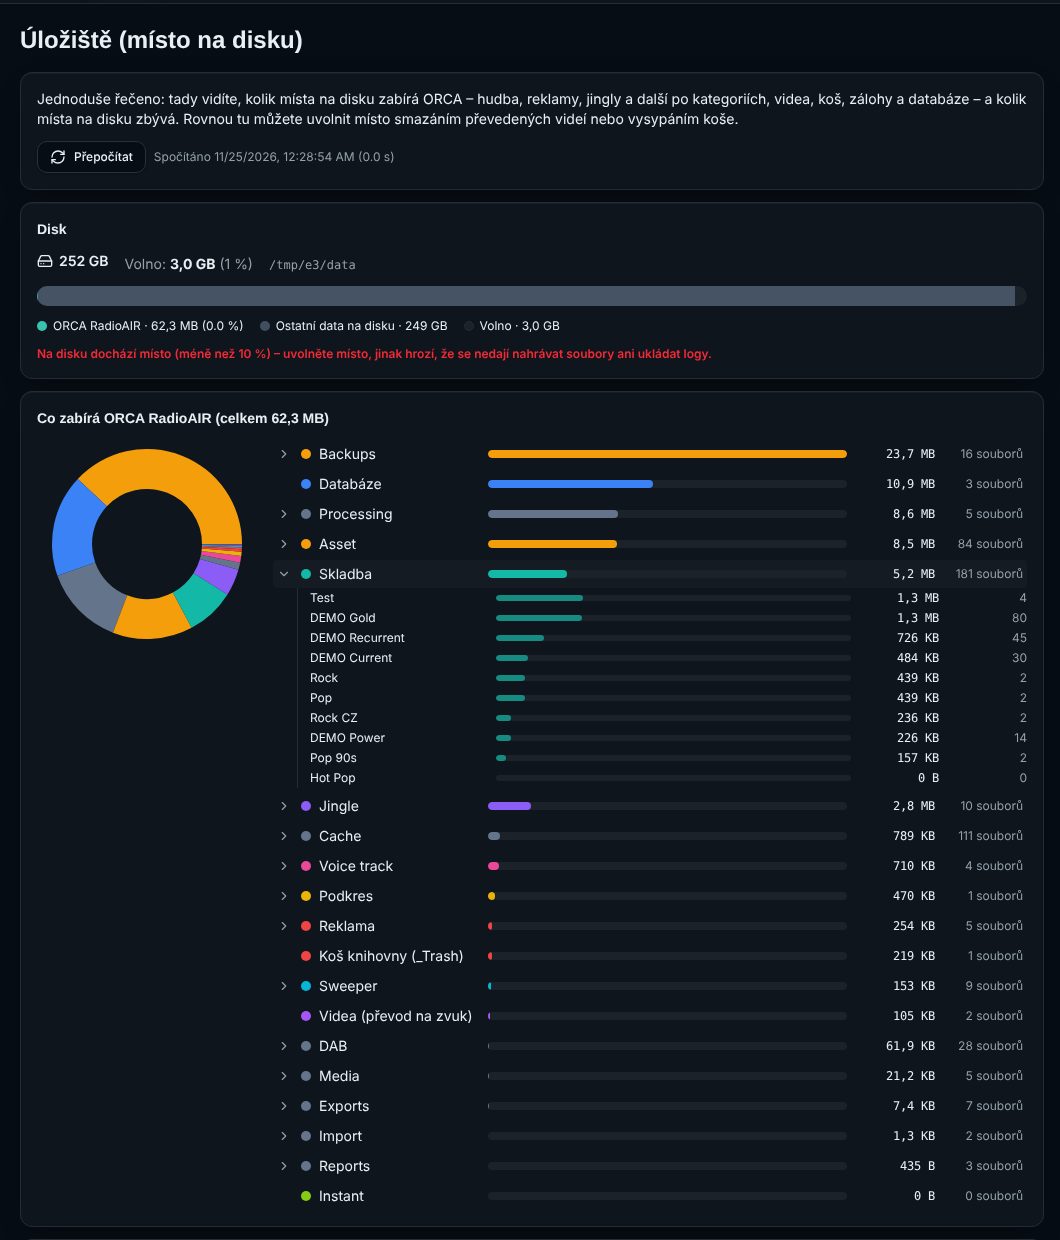 Úložiště (místo na disku)
Jednoduše řečeno: tady vidíte, kolik místa na disku zabírá ORCA – hudba, reklamy, jingly a další po kategoriích, videa, koš, zálohy a databáze – a kolik
místa na disku zbývá. Rovnou tu můžete uvolnit místo smazáním převedených videí nebo vysypáním koše.
Přepočítat Spočítáno 11/25/2026, 12:28:54 AM (0.0 s)
Disk
252 GB Volno: 3,0 GB (1 %) /tmp/e3/data
ORCA RadioAIR · 62,3 MB (0.0 %) Ostatní data na disku · 249 GB Volno · 3,0 GB
Na disku dochází místo (méně než 10 %) – uvolněte místo, jinak hrozí, že se nedají nahrávat soubory ani ukládat logy.
Co zabírá ORCA RadioAIR (celkem 62,3 MB)
Backups 23,7 MB 16 souborů
Databáze 10,9 MB 3 souborů
Processing 8,6 MB 5 souborů
Asset 8,5 MB 84 souborů
Skladba 5,2 MB 181 souborů
Test 1,3 MB 4
DEMO Gold 1,3 MB 80
DEMO Recurrent 726 KB 45
DEMO Current 484 KB 30
Rock 439 KB 2
Pop 439 KB 2
Rock CZ 236 KB 2
DEMO Power 226 KB 14
Pop 90s 157 KB 2
Hot Pop 0 B 0
Jingle 2,8 MB 10 souborů
Cache 789 KB 111 souborů
Voice track 710 KB 4 souborů
Podkres 470 KB 1 souborů
Reklama 254 KB 5 souborů
Koš knihovny (_Trash) 219 KB 1 souborů
Sweeper 153 KB 9 souborů
Videa (převod na zvuk) 105 KB 2 souborů
DAB 61,9 KB 28 souborů
Media 21,2 KB 5 souborů
Exports 7,4 KB 7 souborů
Import 1,3 KB 2 souborů
Reports 435 B 3 souborů
Instant 0 B 0 souborů